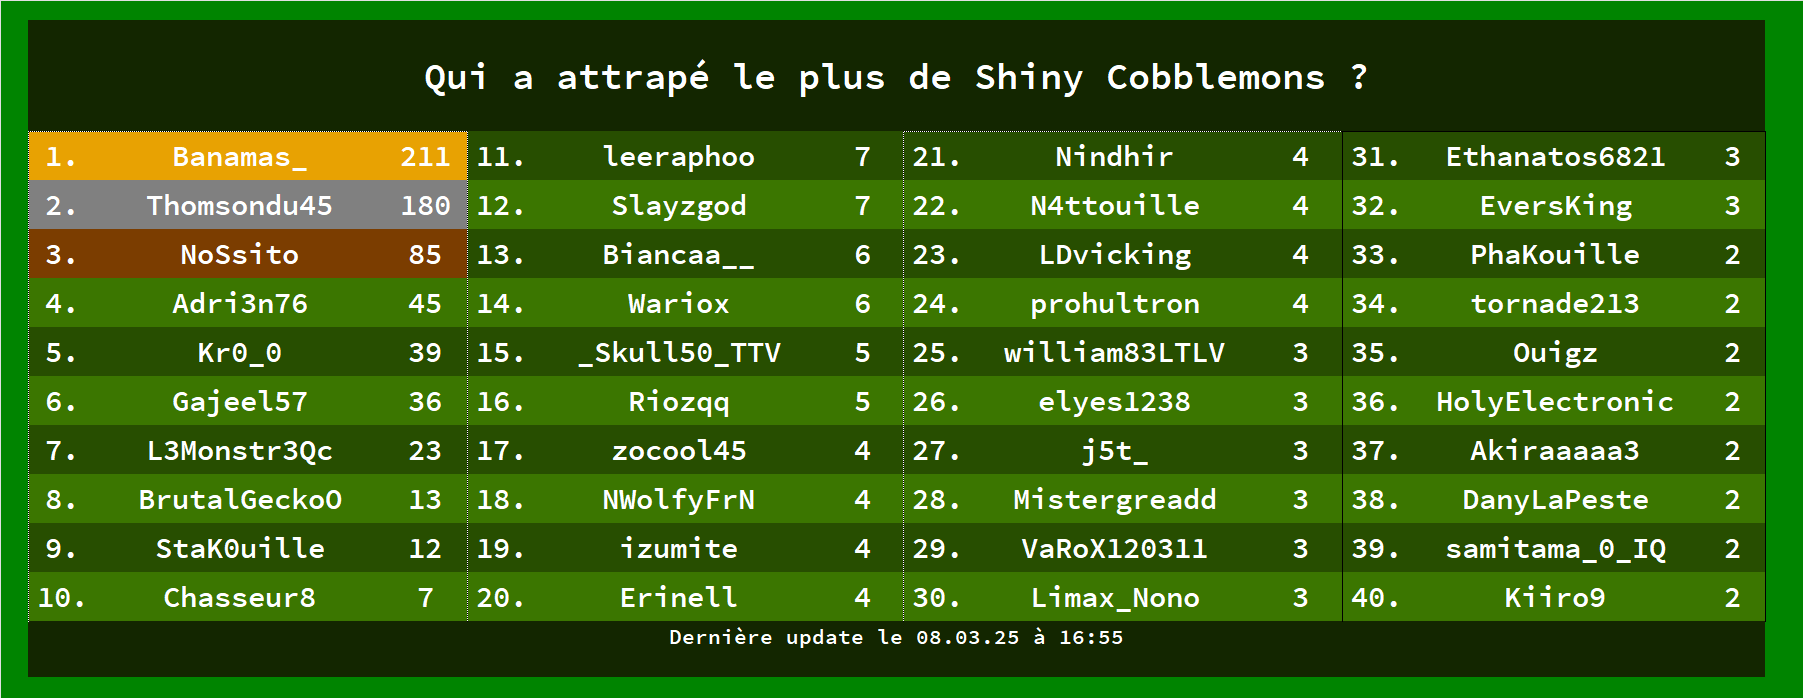 Qui a attrapé le plus de Shiny Cobblemons ?
1. Banamas_ 211
2. Thomsondu45 180
3. NoSsito 85
4. Adri3n76 45
5. Kr0_0 39
6. Gajeel57 36
7. L3Monstr3Qc 23
8. BrutalGeckoO 13
9. StaK0uille 12
10. Chasseur8 7
11. leeraphoo 7
12. Slayzgod 7
13. Biancaa__ 6
14. Wariox 6
15. _Skull50_TTV 5
16. Riozqq 5
17. zocool45 4
18. NWolfyFrN 4
19. izumite 4
20. Erinell 4
21. Nindhir 4
22. N4ttouille 4
23. LDvicking 4
24. prohultron 4
25. william83LTLV 3
26. elyes1238 3
27. j5t_ 3
28. Mistergreadd 3
29. VaRoX120311 3
30. Limax_Nono 3
31. Ethanatos6821 3
32. EversKing 3
33. PhaKouille 2
34. tornade213 2
35. Ouigz 2
36. HolyElectronic 2
37. Akiraaaaa3 2
38. DanyLaPeste 2
39. samitama_0_IQ 2
40. Kiiro9 2
Dernière update le 08.03.25 à 16:55